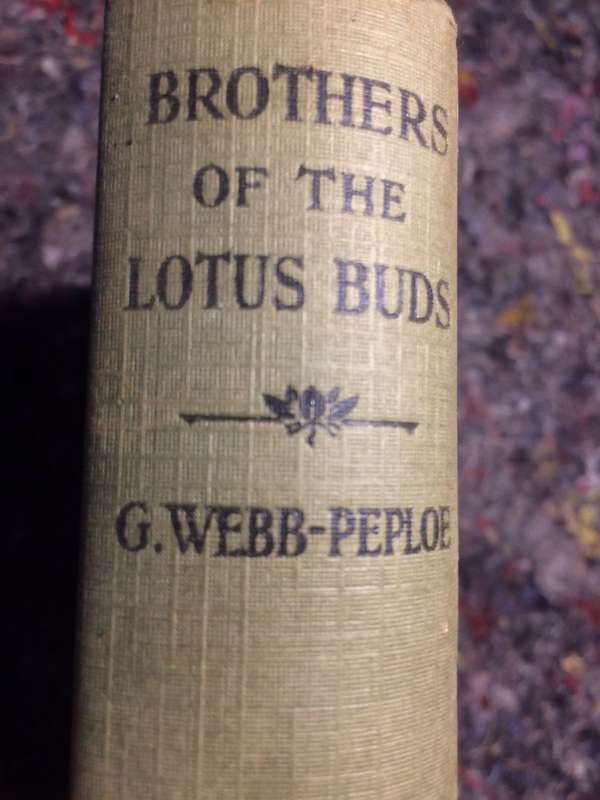 BROTHERS
OF THE
LOTUS BUDS
G. WEBB-PEPLOE